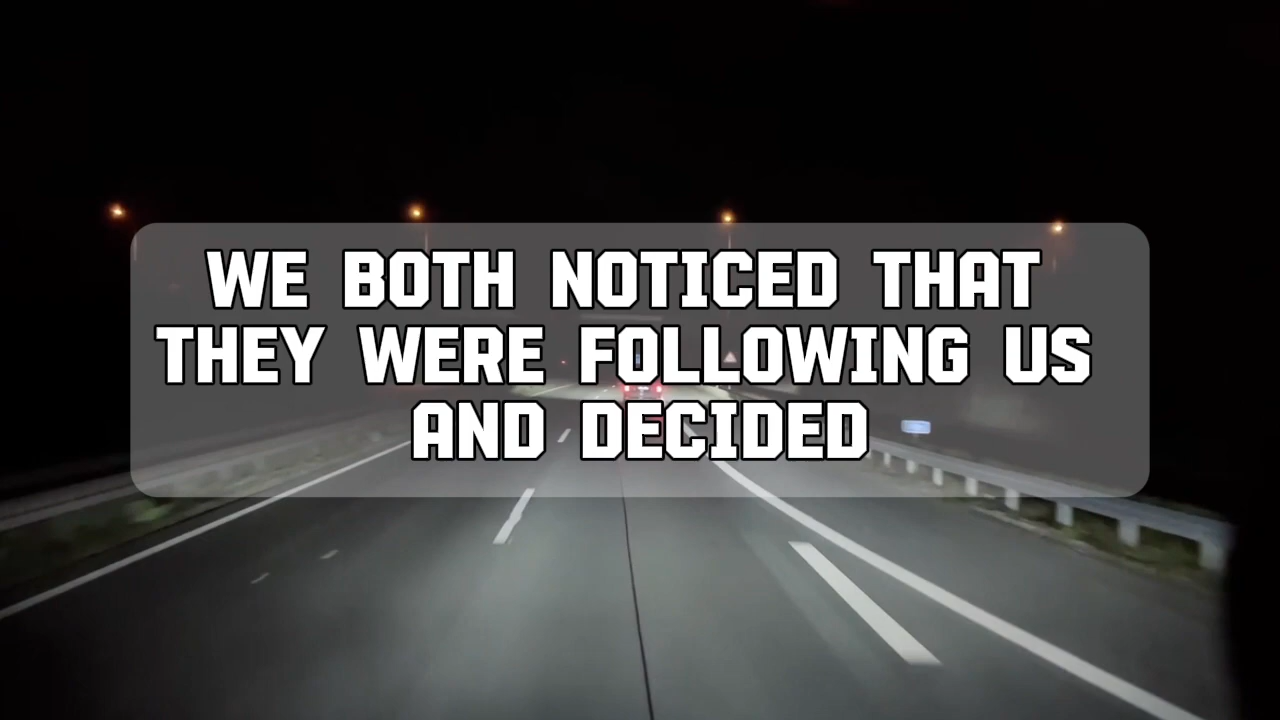 WE BOTH NOTICED THAT
THEY WERE FOLLOWING US
AND DECIDED